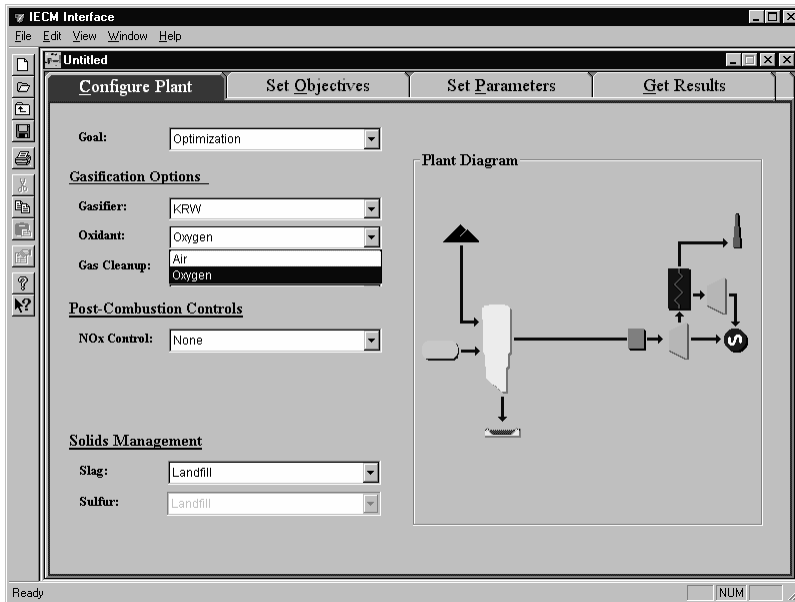 IECM Interface
File Edit View Window Help
Untitled
Configure Plant Set Objectives Set Parameters Get Results
Goal: Optimization
Plant Diagram
Gasification Options
Gasifier: KRW
Oxidant: Oxygen
Air
Gas Cleanup:
Oxygen
Post-Combustion Controls
NOx Control: None
Solids Management
Slag: Landfill
Sulfur: Landfill
Ready NUM